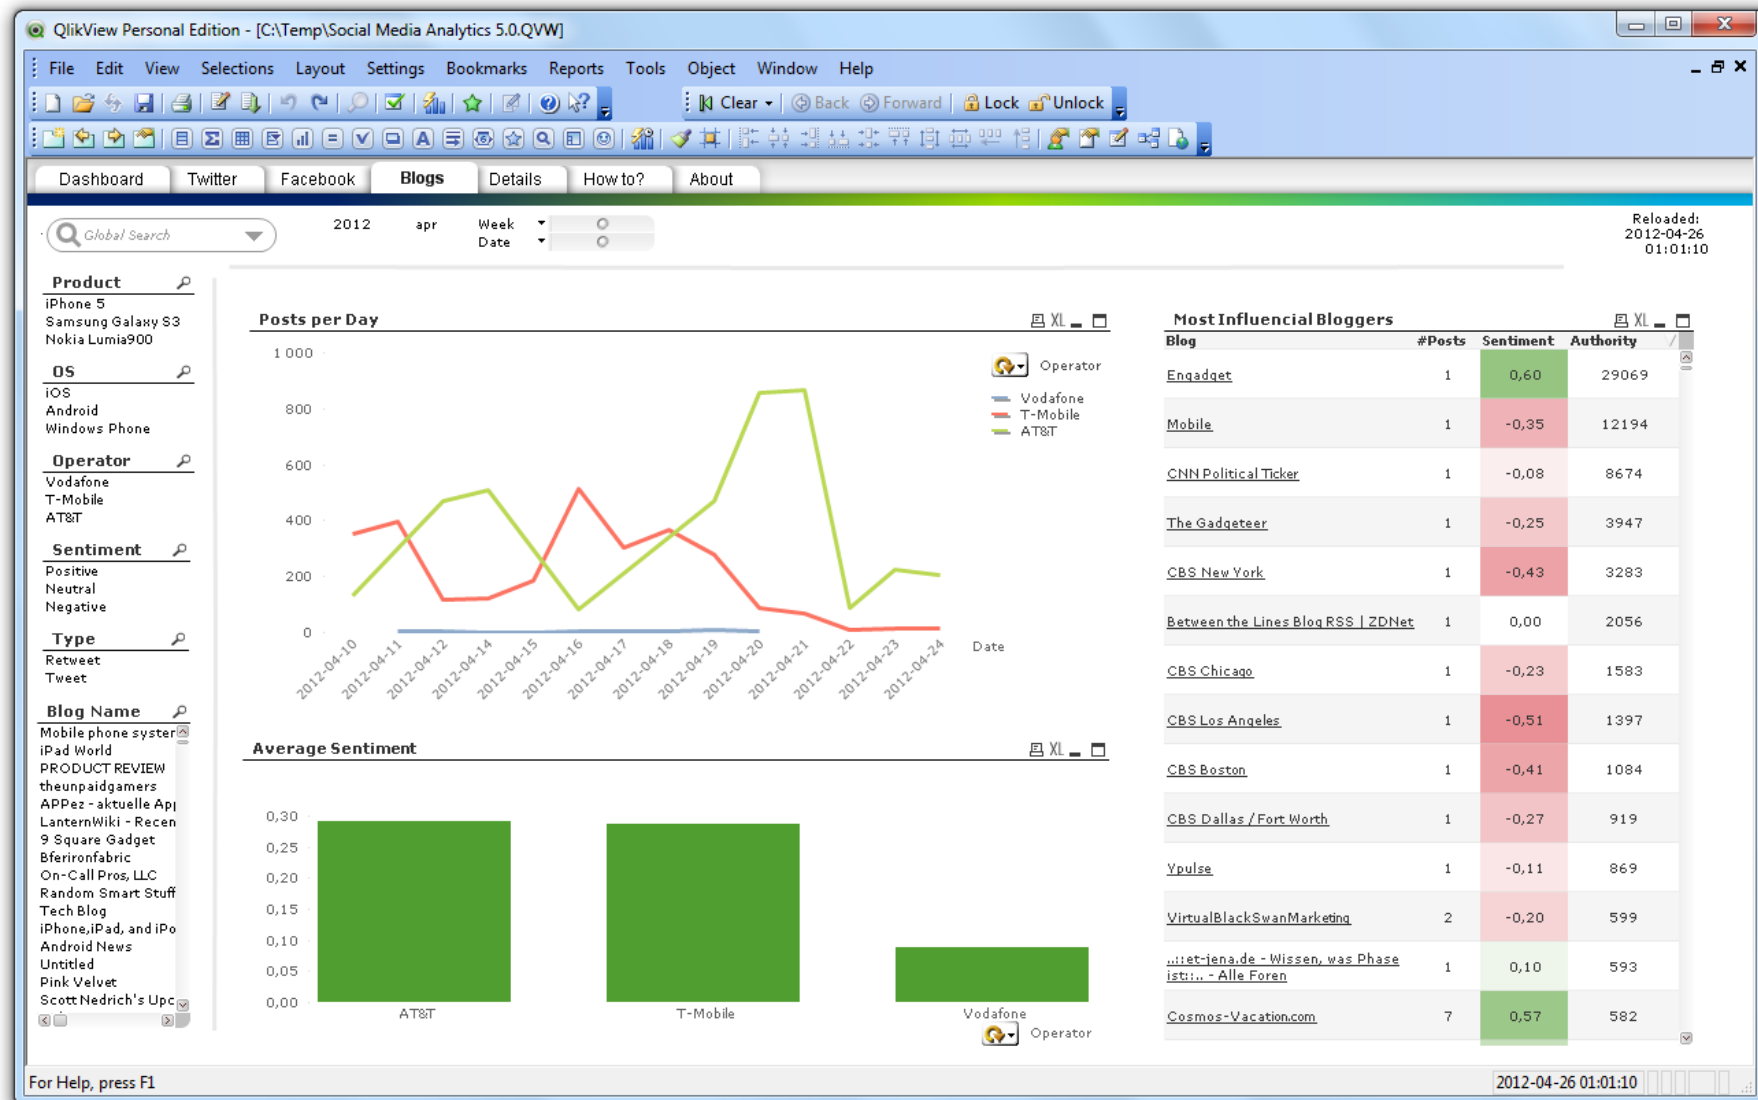 QlikView Personal Edition - [C:\Temp\Social Media Analytics 5.0.QVW]
File Edit View Selections Layout Settings Bookmarks Reports Tools Object Window Help
Clear Back Forward Lock Unlock
Dashboard Twitter Facebook Blogs Details How to? About
Global Search
2012 apr Week
Date
Reloaded:
2012-04-26
01:01:10
Product
iPhone 5
Samsung Galaxy S3
Nokia Lumia900
OS
iOS
Android
Windows Phone
Operator
Vodafone
T-Mobile
AT&T
Sentiment
Positive
Neutral
Negative
Type
Retweet
Tweet
Blog Name
Mobile phone syster
iPad World
PRODUCT REVIEW
theunpaidgamers
APPez - aktuelle App
LanternWiki - Recen
9 Square Gadget
Bferironfabric
On-Call Pros, LLC
Random Smart Stuff
Tech Blog
iPhone,iPad, and iPo
Android News
Untitled
Pink Velvet
Scott Nedrich's Upc
Posts per Day XL
1 000
800
600
400
200
0
Operator
Vodafone
T-Mobile
AT&T
2012-04-10 2012-04-11 2012-04-12 2012-04-14 2012-04-15 2012-04-16 2012-04-17 2012-04-18 2012-04-19 2012-04-20 2012-04-21 2012-04-22 2012-04-23 2012-04-24
Date
Average Sentiment XL
0,30
0,25
0,20
0,15
0,10
0,05
0,00
AT&T T-Mobile Vodafone
Operator
Most Influencial Bloggers XL
Blog #Posts Sentiment Authority
Engadget 1 0,60 29069
Mobile 1 -0,35 12194
CNN Political Ticker 1 -0,08 8674
The Gadgeteer 1 -0,25 3947
CBS New York 1 -0,43 3283
Between the Lines Blog RSS | ZDNet 1 0,00 2056
CBS Chicago 1 -0,23 1583
CBS Los Angeles 1 -0,51 1397
CBS Boston 1 -0,41 1084
CBS Dallas / Fort Worth 1 -0,27 919
Ypulse 1 -0,11 869
VirtualBlackSwanMarketing 2 -0,20 599
..::et-jena.de - Wissen, was Phase
ist::.. - Alle Foren 1 0,10 593
Cosmos-Vacation.com 7 0,57 582
For Help, press F1
2012-04-26 01:01:10